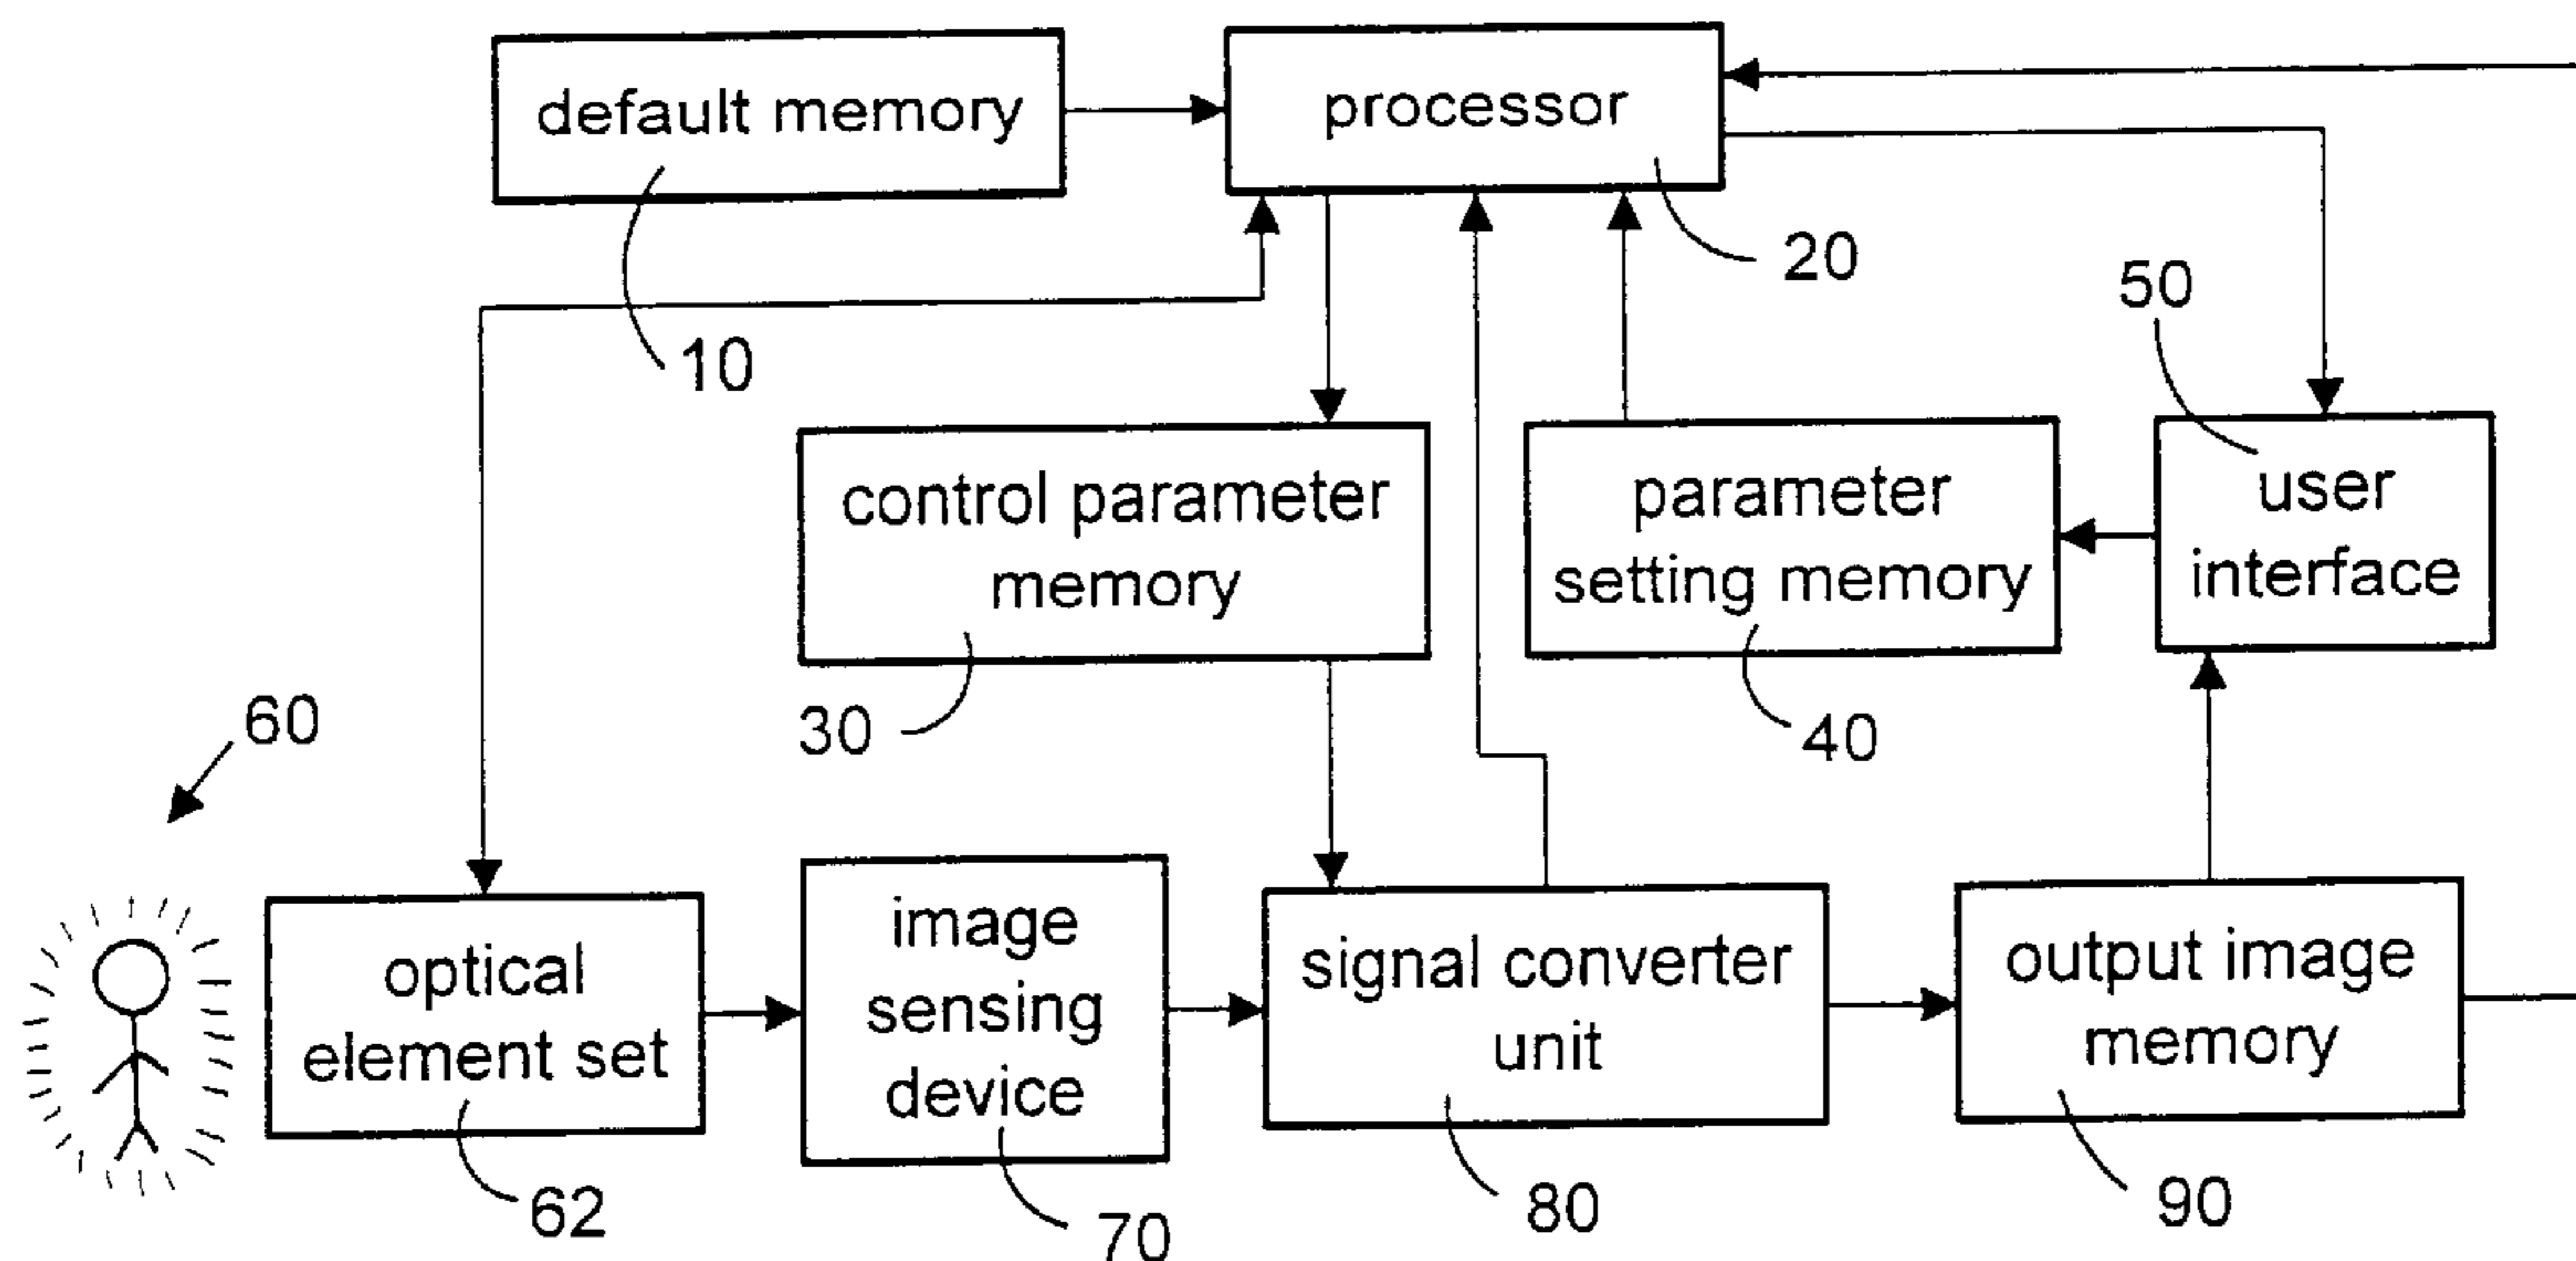 default memory
processor
20
10
50
control parameter
memory
parameter
setting memory
user
interface
60
30
40
optical
element set
image
sensing
device
signal converter
unit
output image
memory
62
70
80
90